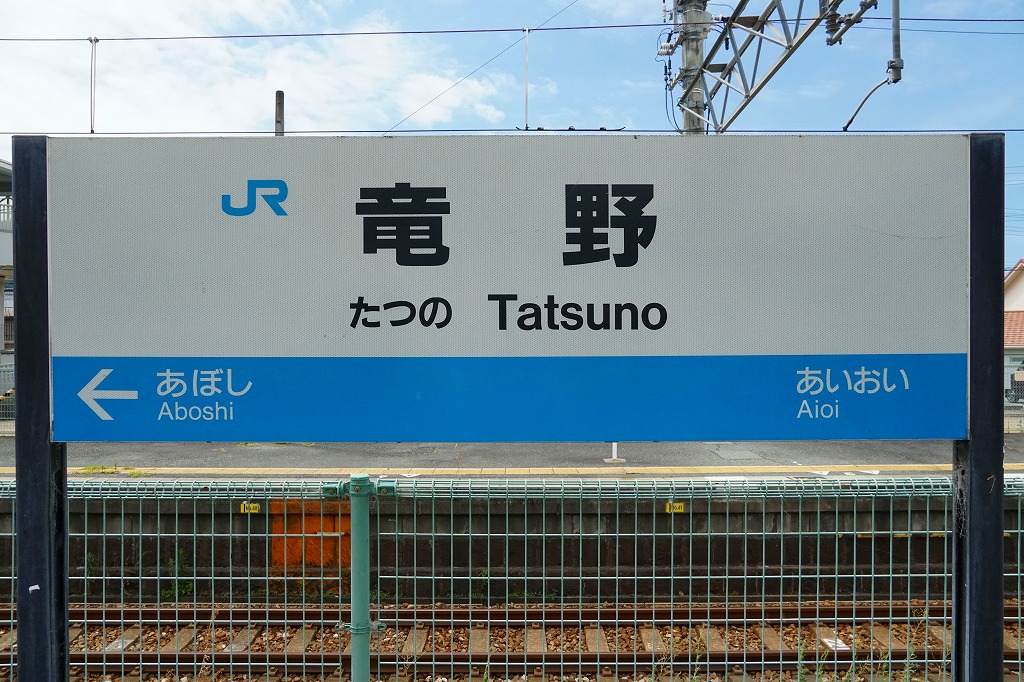 JR 竜野
たつの Tatsuno
← あぼし あいおい
Aboshi Aioi